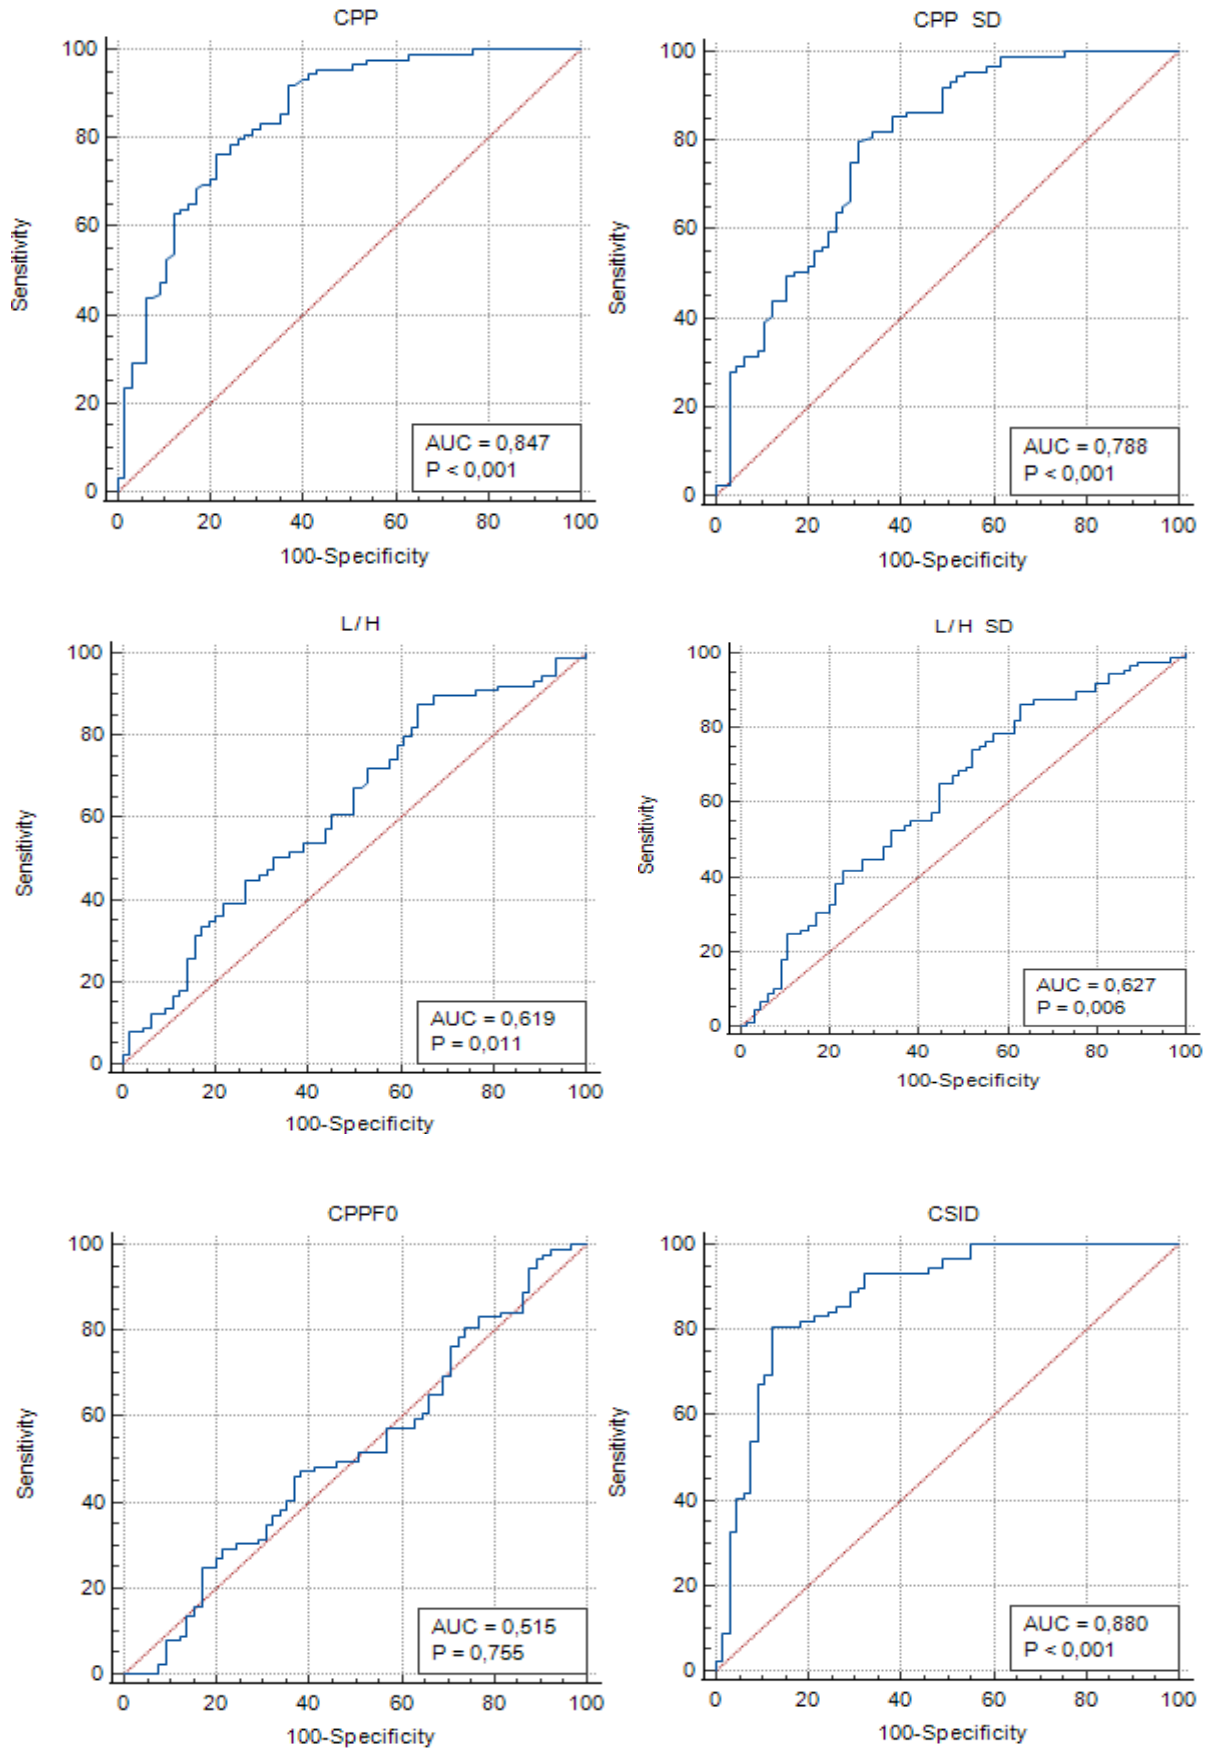 CPP
100
80
60
40
20
0
Sensitivity
AUC = 0,847
P < 0,001
0 20 40 60 80 100
100-Specificity
CPP SD
100
80
60
40
20
0
Sensitivity
AUC = 0,788
P < 0,001
0 20 40 60 80 100
100-Specificity
L/H
100
80
60
40
20
0
Sensitivity
AUC = 0,619
P = 0,011
0 20 40 60 80 100
100-Specificity
L/H SD
100
80
60
40
20
0
Sensitivity
AUC = 0,627
P = 0,006
0 20 40 60 80 100
100-Specificity
CPPF0
100
80
60
40
20
0
Sensitivity
AUC = 0,515
P = 0,755
0 20 40 60 80 100
100-Specificity
CSID
100
80
60
40
20
0
Sensitivity
AUC = 0,880
P < 0,001
0 20 40 60 80 100
100-Specificity